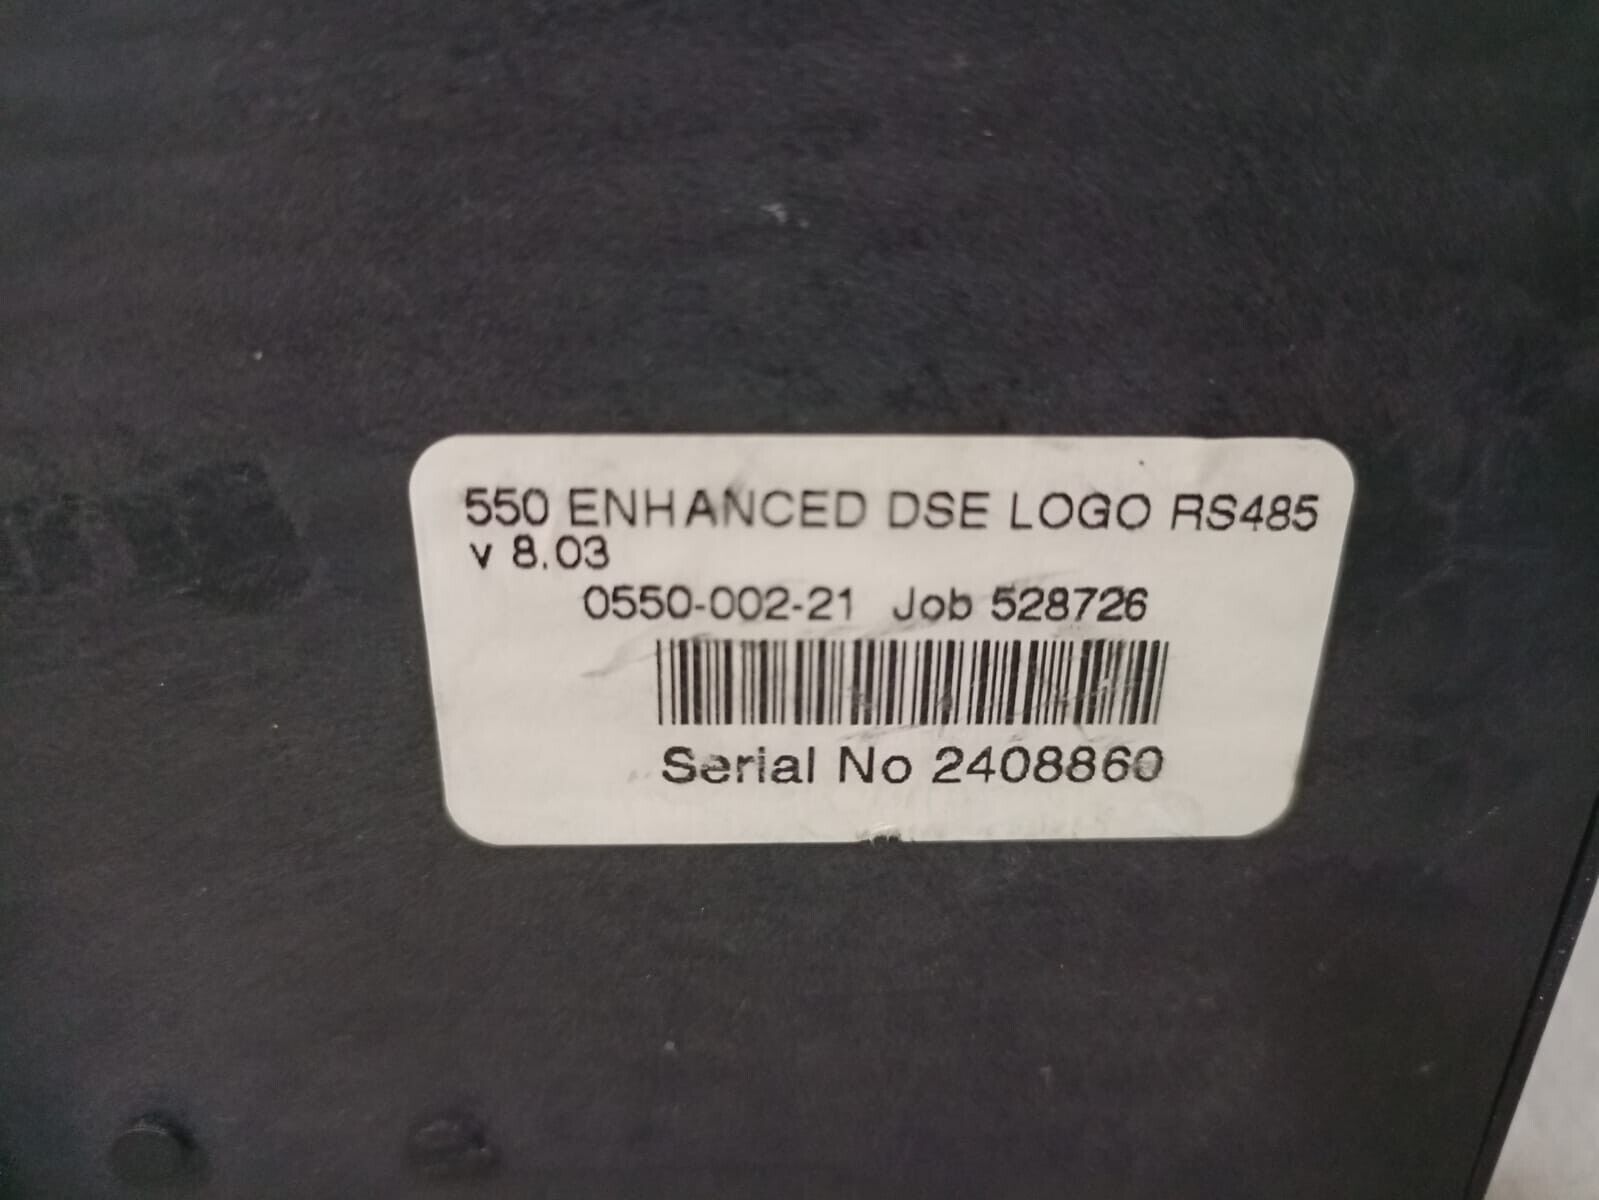 550 ENHANCED DSE LOGO RS485
v 8.03
0550-002-21 Job 528726
Serial No 2408860